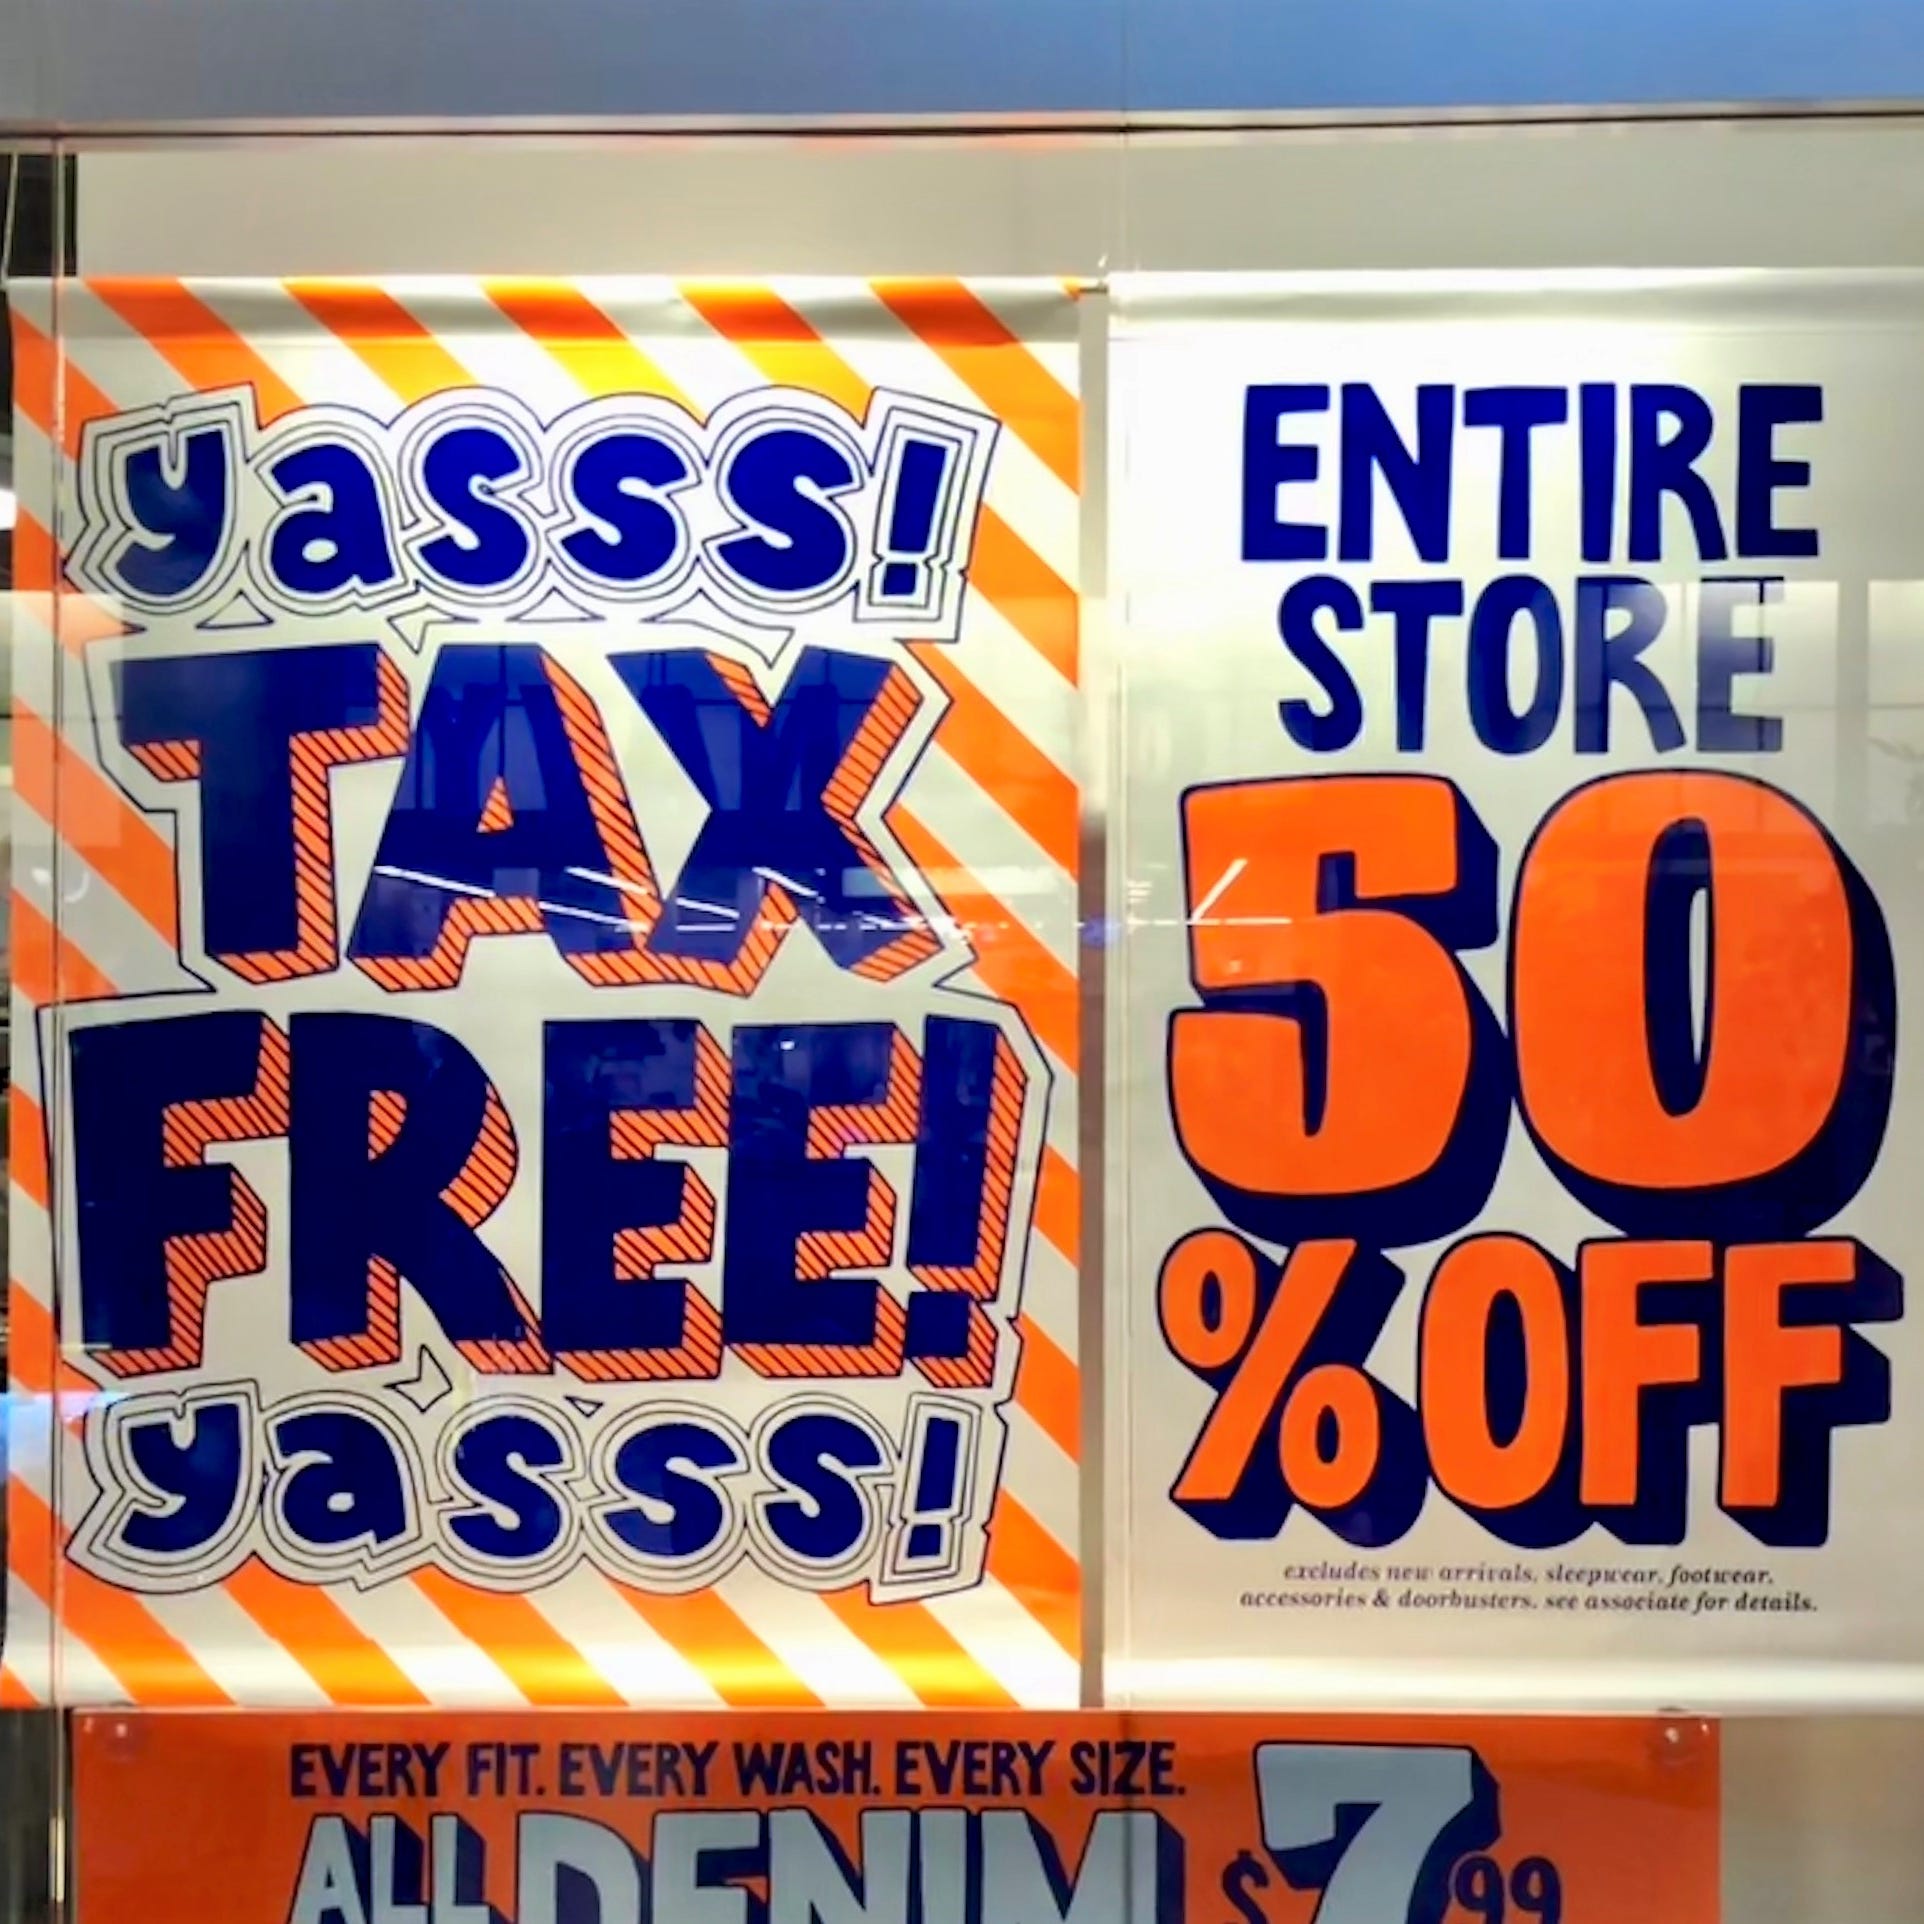 yasss!
TAX
FREE!
yasss!
ENTIRE
STORE
50
%OFF
excludes new arrivals, sleepwear, footwear,
accessories & doorbusters. see associate for details.
EVERY FIT. EVERY WASH. EVERY SIZE.
ALL DENIM $7.99